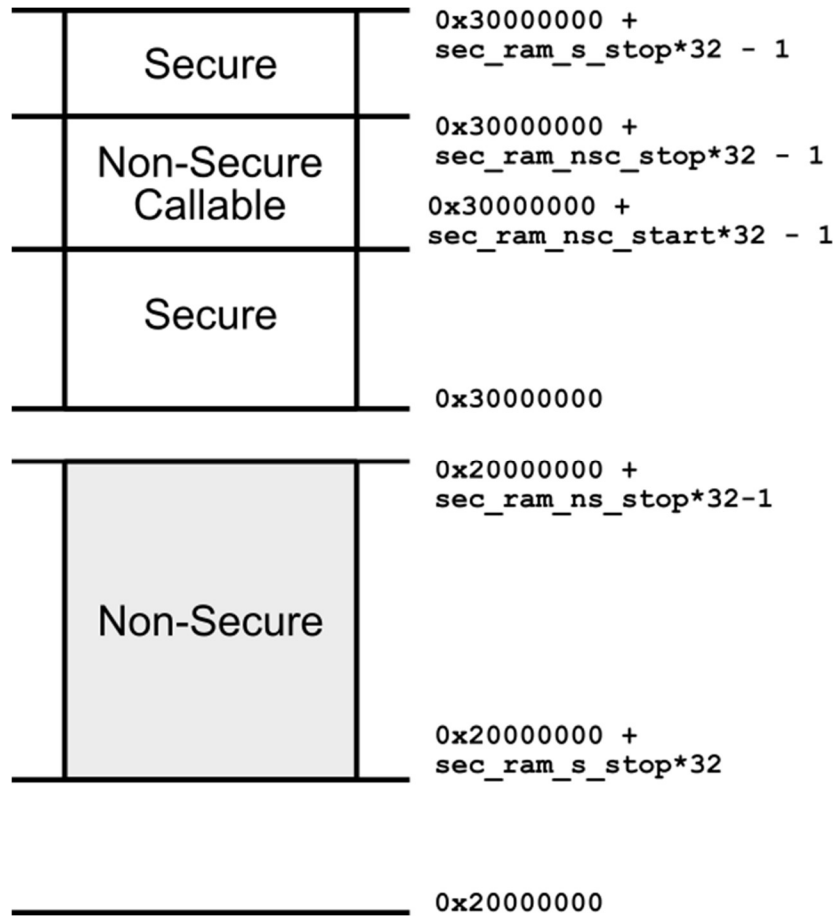 0x30000000 +
sec_ram_s_stop*32 - 1
Secure
0x30000000 +
sec_ram_nsc_stop*32 - 1
Non-Secure
Callable
0x30000000 +
sec_ram_nsc_start*32 - 1
Secure
0x30000000
0x20000000 +
sec_ram_ns_stop*32-1
Non-Secure
0x20000000 +
sec_ram_s_stop*32
0x20000000